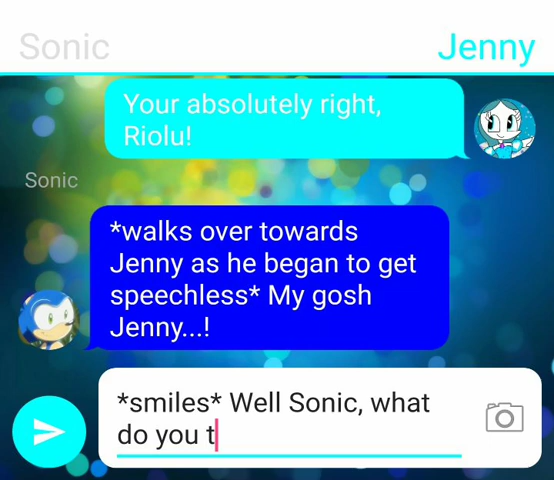 Sonic
Jenny
Your absolutely right,
Riolu!
Sonic
*walks over towards
Jenny as he began to get
speechless* My gosh
Jenny...!
*smiles* Well Sonic, what
do you t